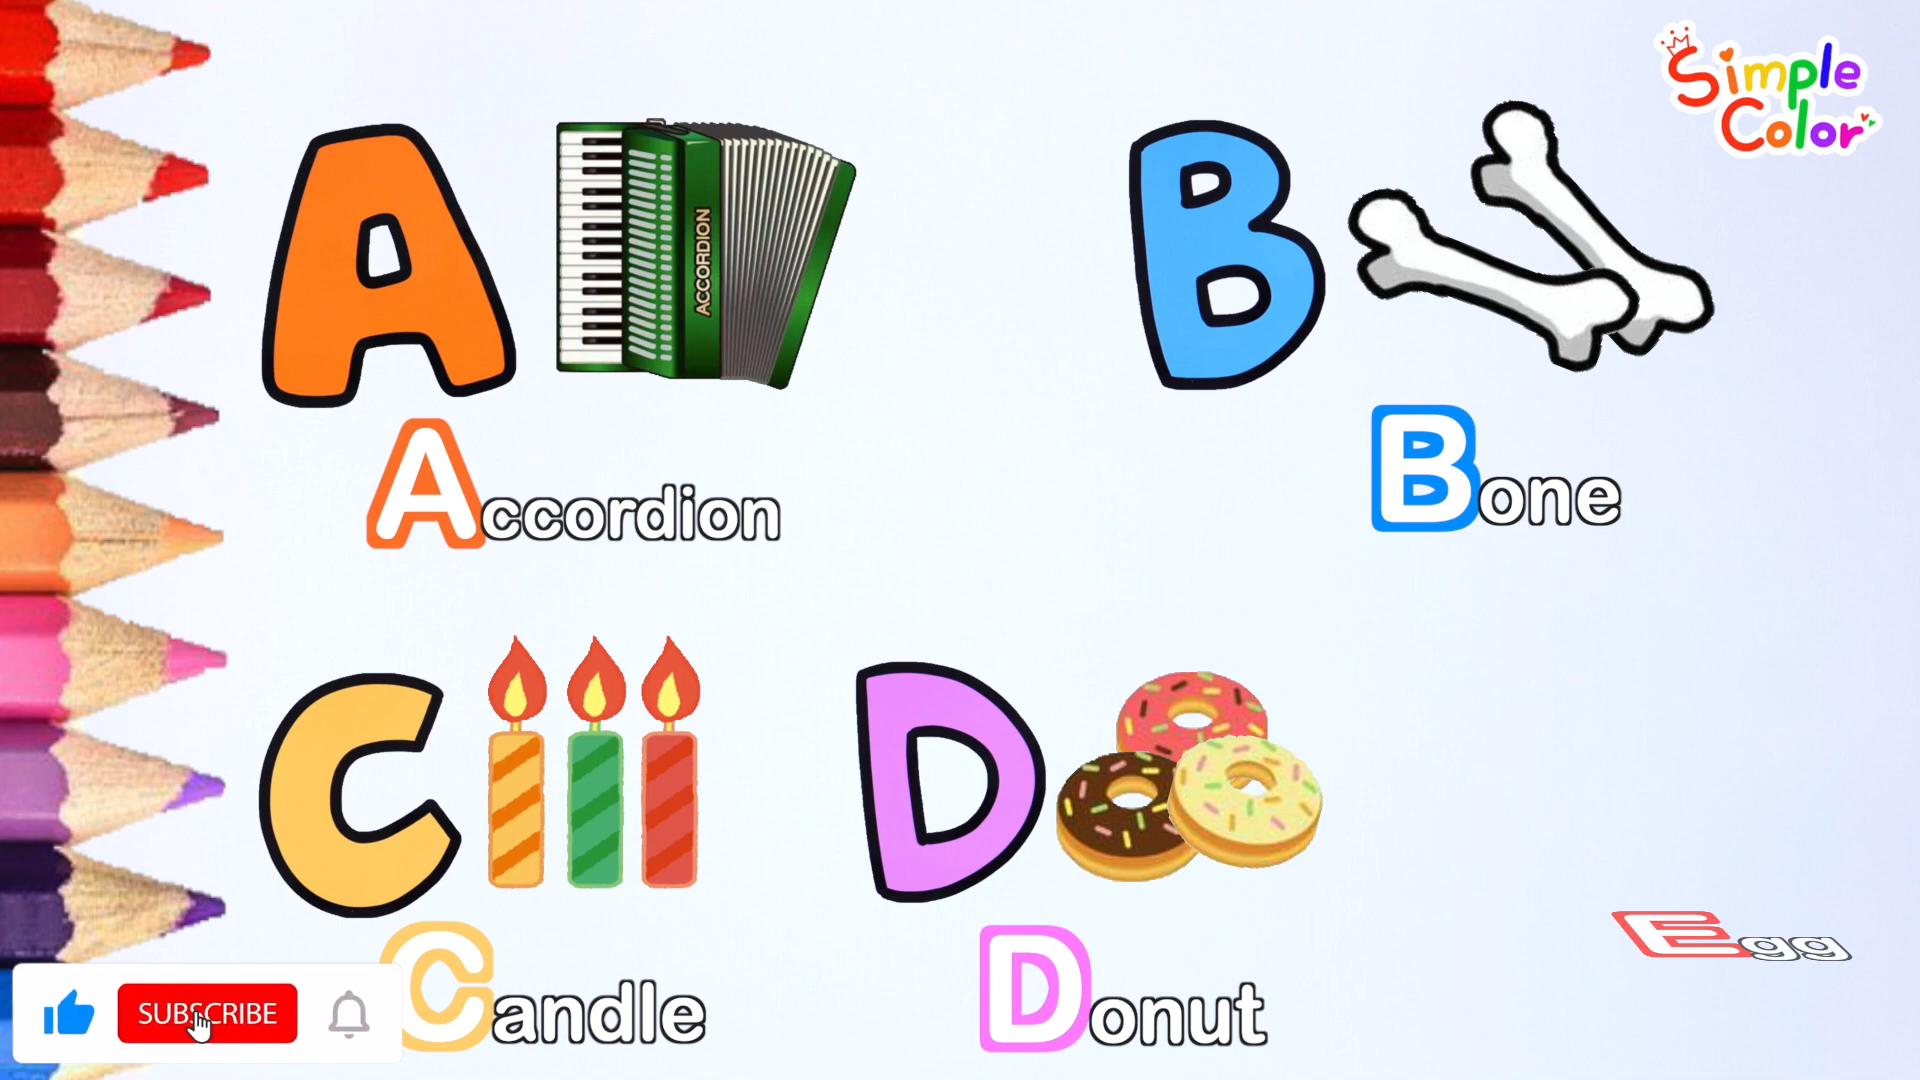 Simple
Color
A
ACCORDION
B
Accordion
Bone
C
D
Egg
Candle
Donut
SUBSCRIBE